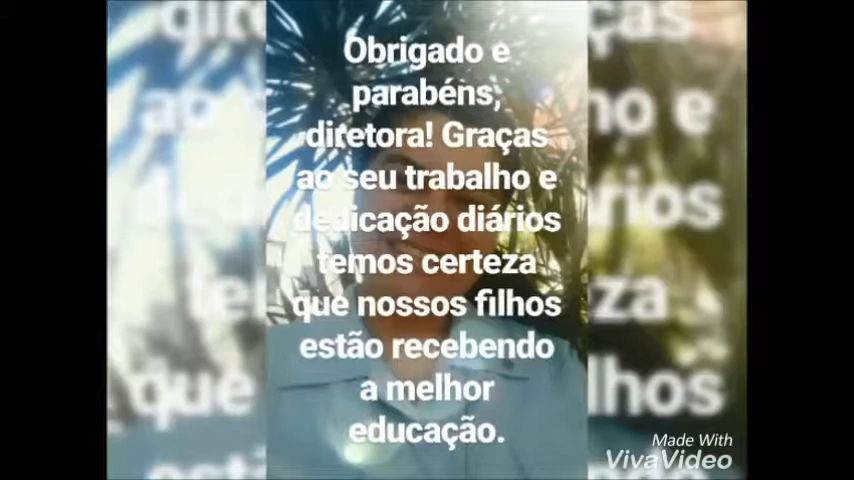 Obrigado e
parabéns,
diretora! Graças
ao seu trabalho e
dedicação diários
temos certeza
que nossos filhos
estão recebendo
a melhor
educação.
Made With
VivaVideo